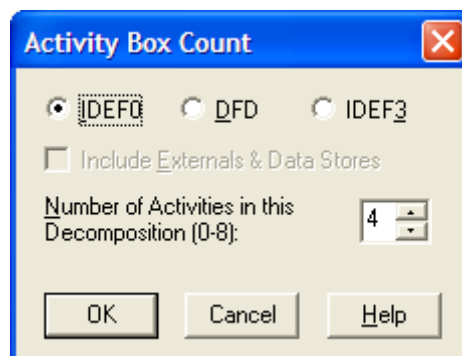 Activity Box Count
IDEF0 DFD IDEF3
Include Externals & Data Stores
Number of Activities in this
Decomposition (0-8):
4
OK Cancel Help